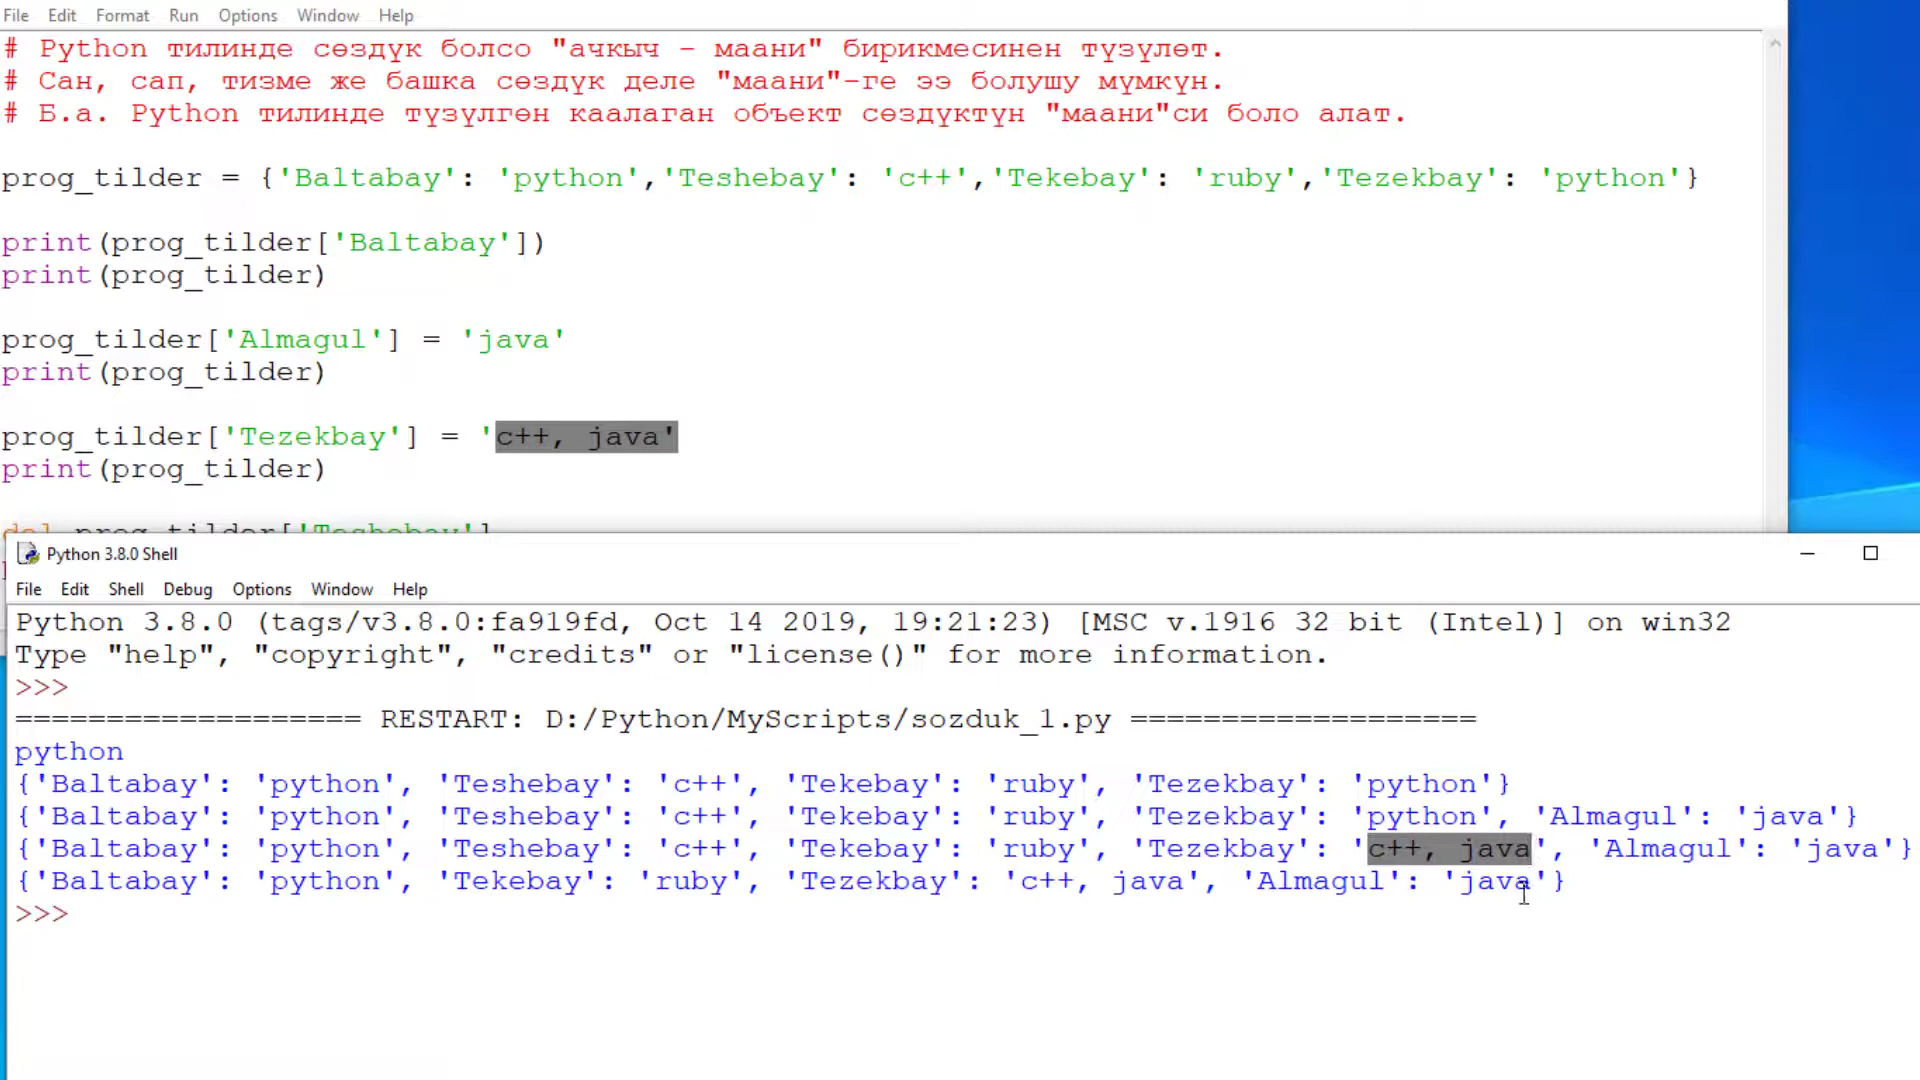 File Edit Format Run Options Window Help
# Python тилинде сөздүк болсо "ачкыч - маани" бирикмесинен түзүлөт.
# Сан, сап, тизме же башка сөздүк деле "маани"-ге ээ болушу мүмкүн.
# Б.а. Python тилинде түзүлгөн каалаган объект сөздүктүн "маани"си боло алат.
prog_tilder = {'Baltabay': 'python','Teshebay': 'c++','Tekebay': 'ruby','Tezekbay': 'python'}
print(prog_tilder['Baltabay'])
print(prog_tilder)
prog_tilder['Almagul'] = 'java'
print(prog_tilder)
prog_tilder['Tezekbay'] = 'c++, java'
print(prog_tilder)
del prog_tilder['Teshebay']
Python 3.8.0 Shell
File Edit Shell Debug Options Window Help
Python 3.8.0 (tags/v3.8.0:fa919fd, Oct 14 2019, 19:21:23) [MSC v.1916 32 bit (Intel)] on win32
Type "help", "copyright", "credits" or "license()" for more information.
>>>
=================== RESTART: D:/Python/MyScripts/sozduk_1.py ===================
python
{'Baltabay': 'python', 'Teshebay': 'c++', 'Tekebay': 'ruby', 'Tezekbay': 'python'}
{'Baltabay': 'python', 'Teshebay': 'c++', 'Tekebay': 'ruby', 'Tezekbay': 'python', 'Almagul': 'java'}
{'Baltabay': 'python', 'Teshebay': 'c++', 'Tekebay': 'ruby', 'Tezekbay': 'c++, java', 'Almagul': 'java'}
{'Baltabay': 'python', 'Tekebay': 'ruby', 'Tezekbay': 'c++, java', 'Almagul': 'java'}
>>>